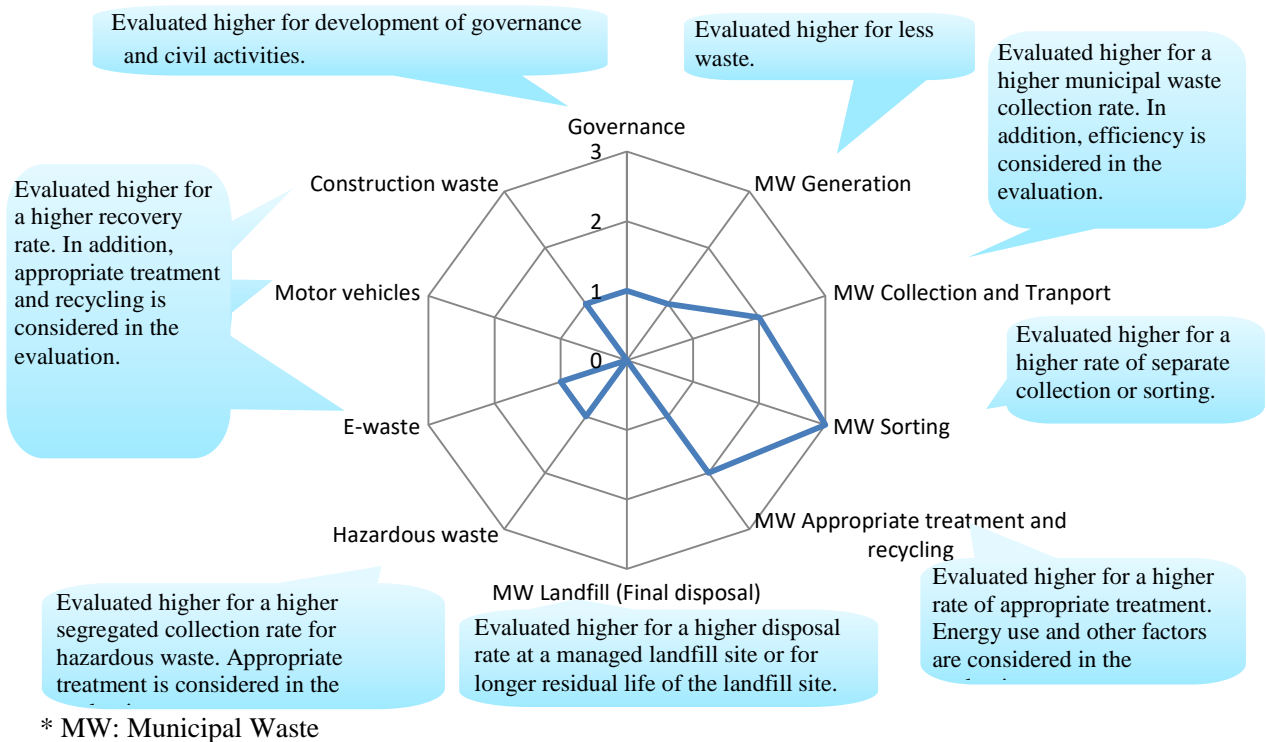 Evaluated higher for development of governance
and civil activities.
Evaluated higher for less
waste.
Evaluated higher for a
higher municipal waste
collection rate. In
addition, efficiency is
considered in the
evaluation.
Governance
3
2
1
0
Construction waste
MW Generation
Evaluated higher for
a higher recovery
rate. In addition,
appropriate treatment
and recycling is
considered in the
evaluation.
Motor vehicles
MW Collection and Tranport
Evaluated higher for a
higher rate of separate
collection or sorting.
E-waste
MW Sorting
Hazardous waste
MW Appropriate treatment and
recycling
MW Landfill (Final disposal)
Evaluated higher for a higher
segregated collection rate for
hazardous waste. Appropriate
treatment is considered in the
Evaluated higher for a higher disposal
rate at a managed landfill site or for
longer residual life of the landfill site.
Evaluated higher for a higher
rate of appropriate treatment.
Energy use and other factors
are considered in the
* MW: Municipal Waste